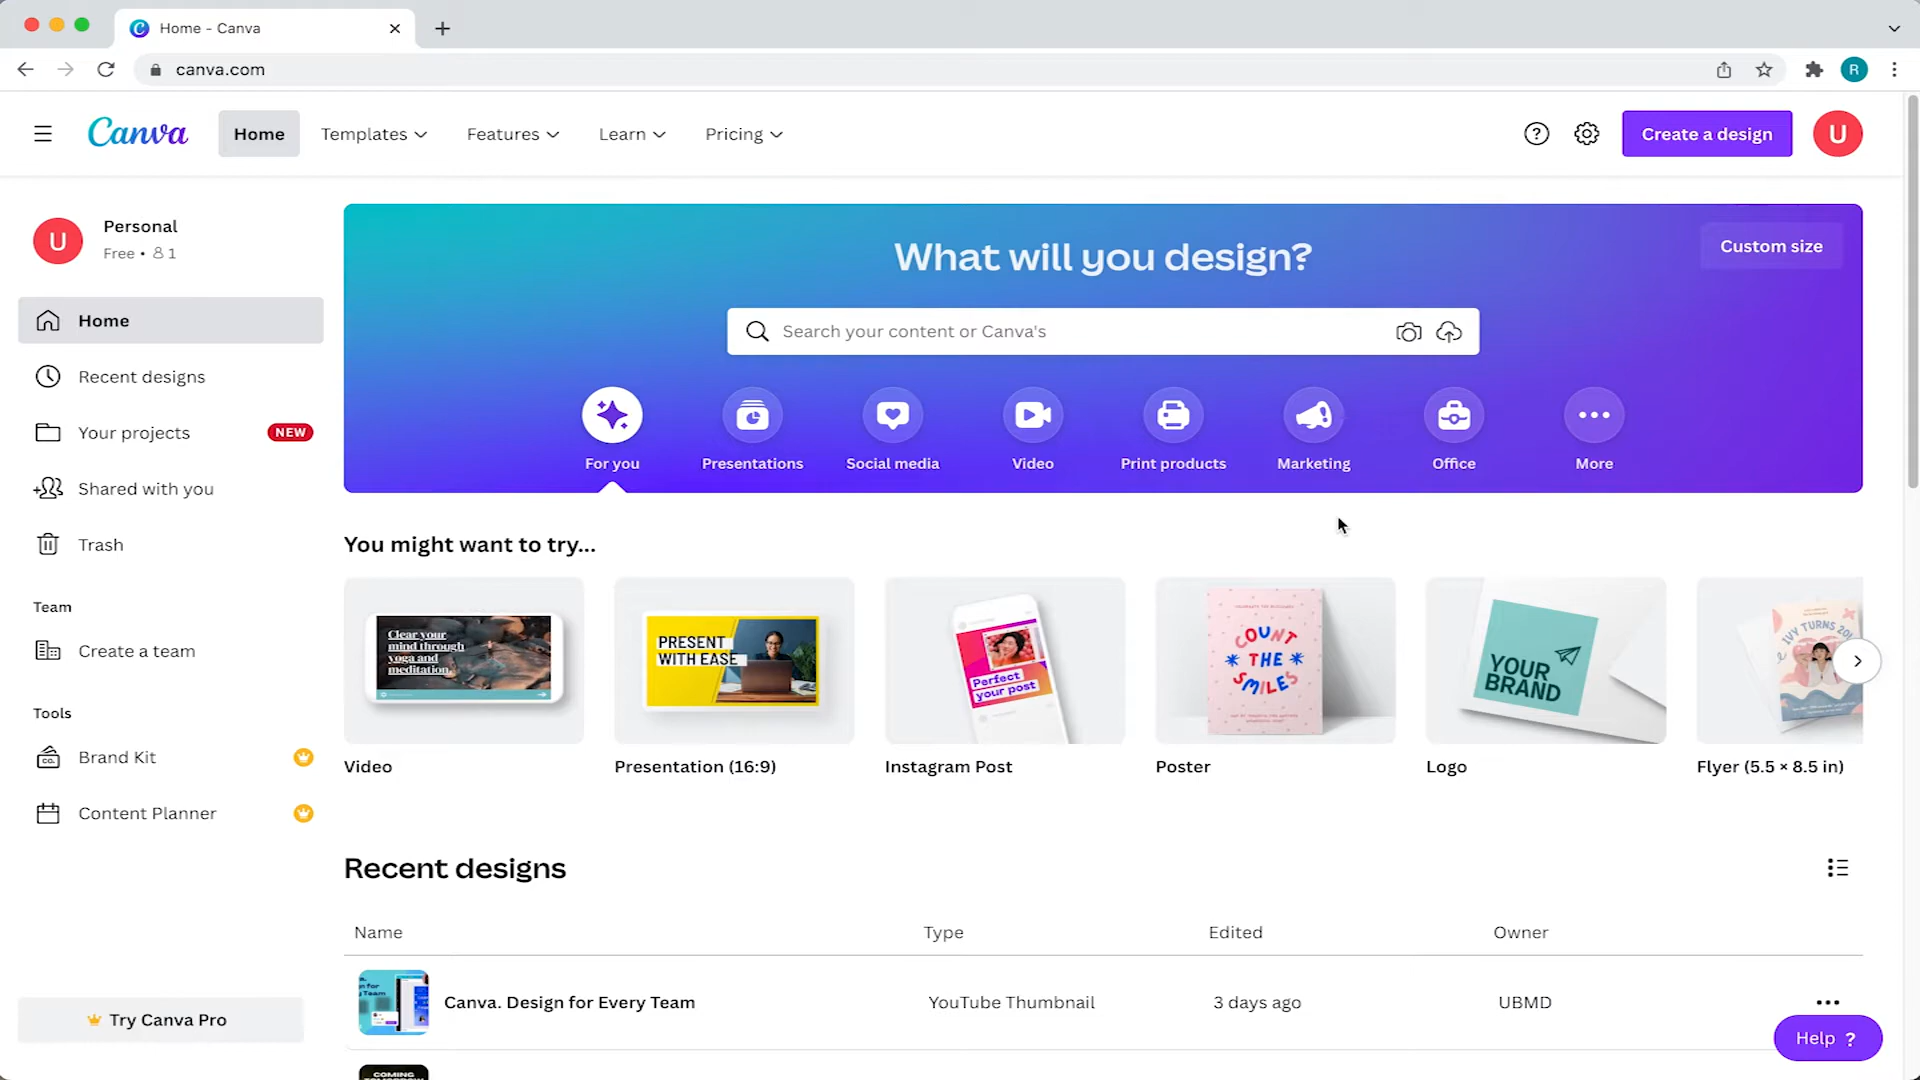 Home - Canva
canva.com
R
Canva
Home
Templates
Features
Learn
Pricing
Create a design
U
U
Personal
Free • 1
Home
Recent designs
Your projects
NEW
Shared with you
Trash
Team
Create a team
Tools
Brand Kit
Content Planner
Try Canva Pro
What will you design?
Custom size
Search your content or Canva's
For you
Presentations
Social media
Video
Print products
Marketing
Office
More
You might want to try...
Clear your
mind through
yoga and
meditation.
PRESENT
WITH EASE
Perfect
your post
COUNT
THE
SMILES
YOUR
BRAND
IVY TURNS
Video
Presentation (16:9)
Instagram Post
Poster
Logo
Flyer (5.5 × 8.5 in)
Recent designs
Name
Type
Edited
Owner
Canva. Design for Every Team
YouTube Thumbnail
3 days ago
UBMD
COMING
Help ?